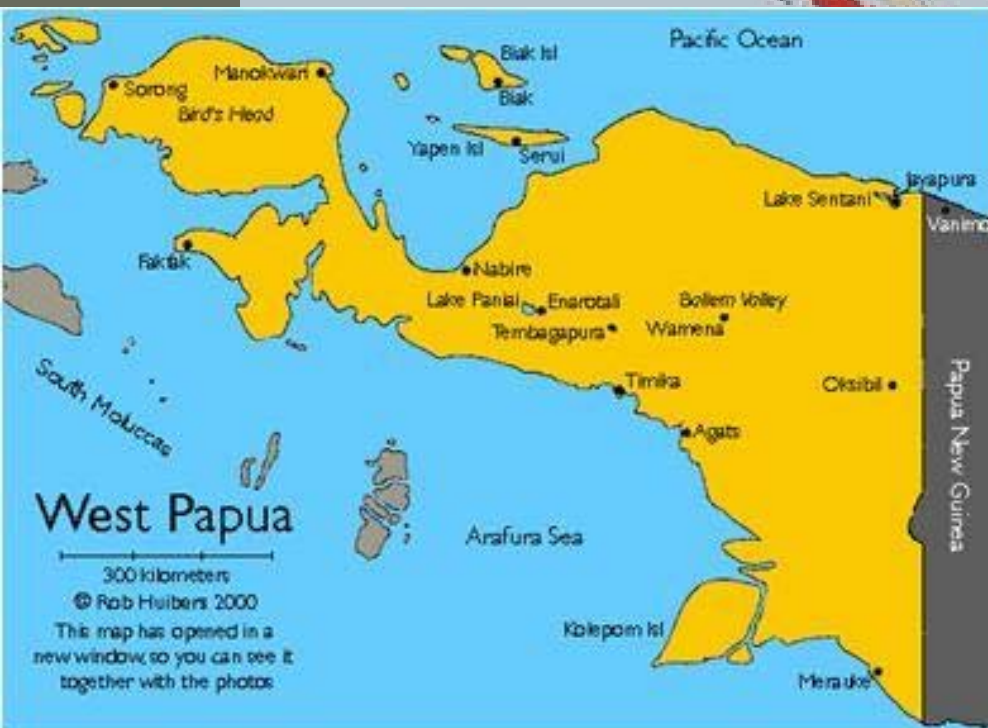 Pacific Ocean
Biak Isl
Manokwari
Sorong
Bird's Head
Biak
Yapen Isl
Serui
Jayapura
Lake Sentani
Vanimo
Fakfak
Nabire
Lake Paniai
Enarotali
Baliem Valley
Tembagapura
Wamena
South Moluccas
Timika
Oksibil
Papua New Guinea
Agats
West Papua
Arafura Sea
300 kilometers
© Rob Huibers 2000
This map has opened in a
new window, so you can see it
together with the photos
Kolepom Isl
Merauke